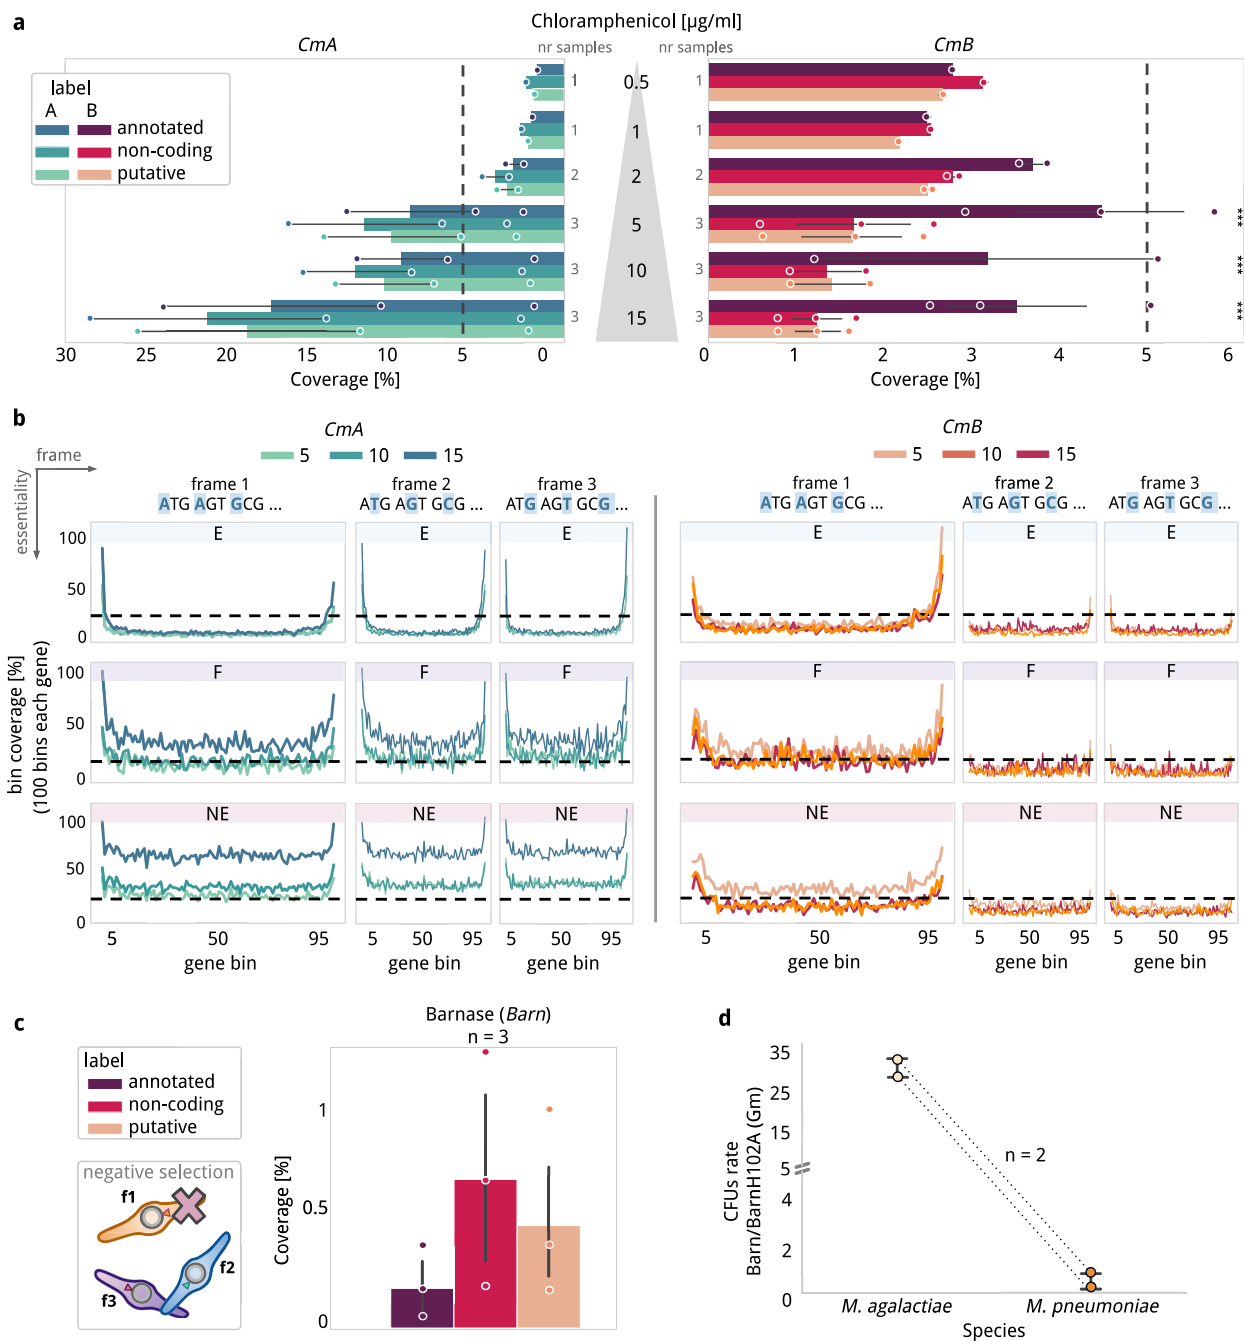 a
Chloramphenicol [µg/ml]
CmA
nr samples
nr samples
CmB
label
A B
annotated
non-coding
putative
1
0.5
1
1
1
1
2
2
2
3
5
3
***
3
10
3
***
3
15
3
***
30 25 20 15 10 5 0
Coverage [%]
0 1 2 3 4 5 6
Coverage [%]
b
CmA
5 10 15
CmB
5 10 15
frame
essentiality
frame 1
ATG AGT GCG ...
frame 2
ATG AGT GCG ...
frame 3
ATG AGT GCG ...
frame 1
ATG AGT GCG ...
frame 2
ATG AGT GC ...
frame 3
ATG AGT GCG ...
bin coverage [%]
(100 bins each gene)
100
50
0
E E E E E E
100
50
0
F F F F F F
100
50
0
NE NE NE NE NE NE
5 50 95
gene bin
5 50 95
gene bin
5 50 95
gene bin
5 50 95
gene bin
5 50 95
gene bin
5 50 95
gene bin
c
Barnase (Barn)
n = 3
label
annotated
non-coding
putative
negative selection
f1
f2
f3
Coverage [%]
1
0.5
0
d
CFUs rate
Barn/BarnH102A (Gm)
35
25
15
5
4
2
0
n = 2
M. agalactiae
M. pneumoniae
Species